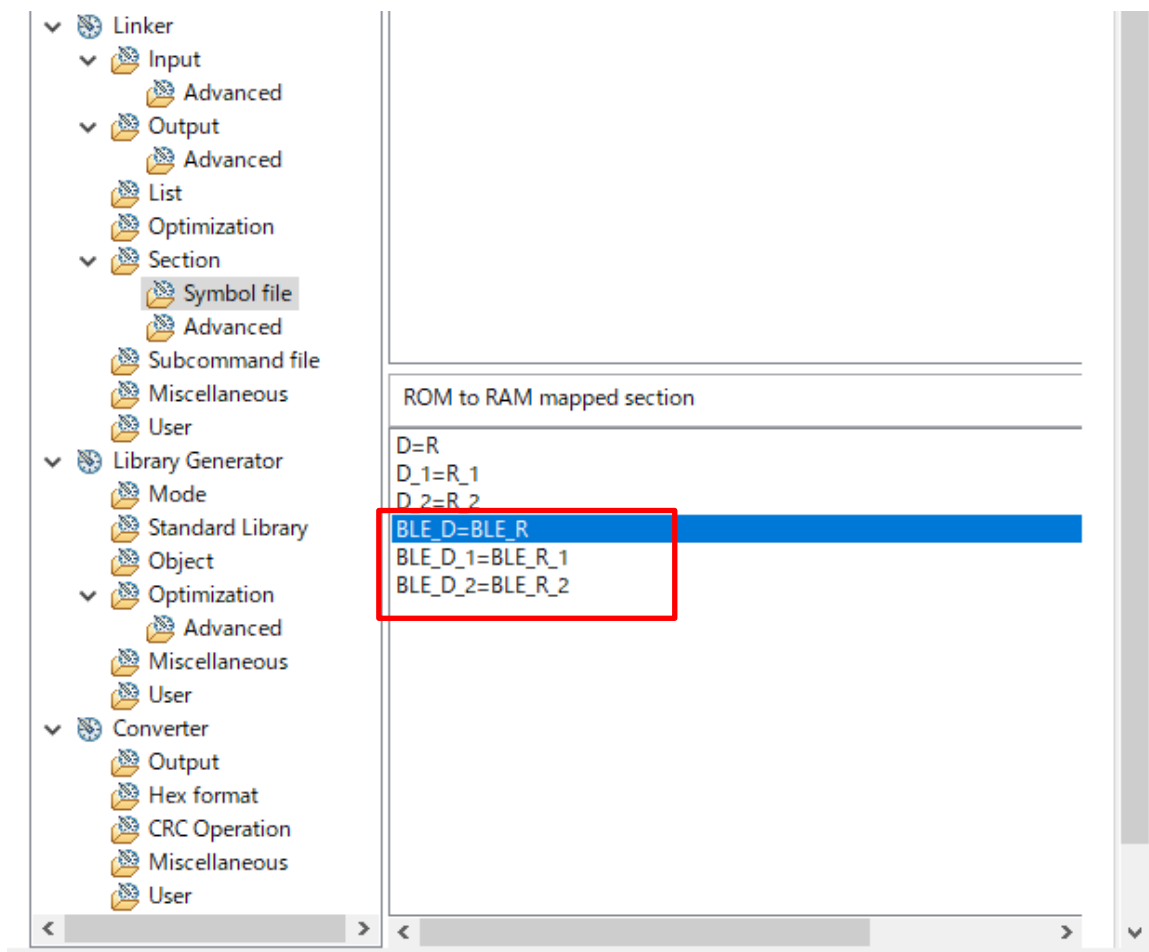 Linker
Input
Advanced
Output
Advanced
List
Optimization
Section
Symbol file
Advanced
Subcommand file
Miscellaneous
User
Library Generator
Mode
Standard Library
Object
Optimization
Advanced
Miscellaneous
User
Converter
Output
Hex format
CRC Operation
Miscellaneous
User
ROM to RAM mapped section
D=R
D_1=R_1
D_2=R_2
BLE_D=BLE_R
BLE_D_1=BLE_R_1
BLE_D_2=BLE_R_2